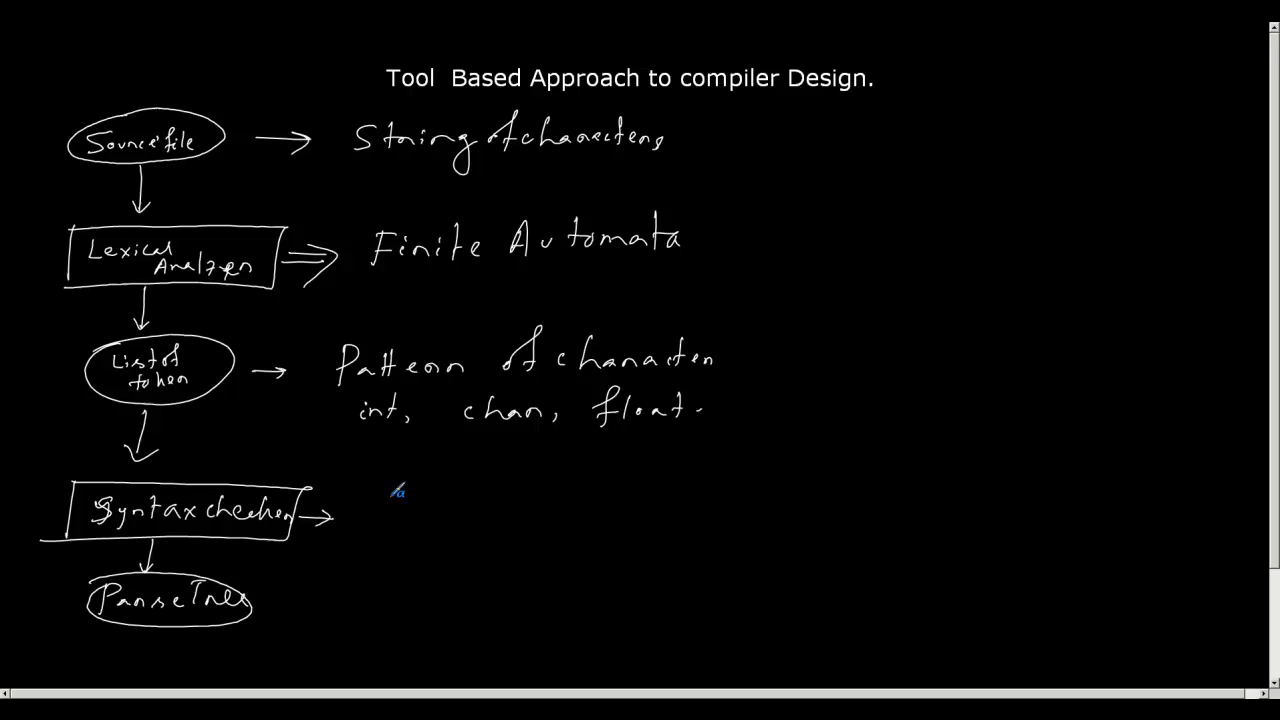 Tool Based Approach to compiler Design.
Source file → String of characters
Lexical Analyzer ⇒ Finite Automata
List of token → Pattern of character
int, char, float.
Syntax checker →
Parse Tree